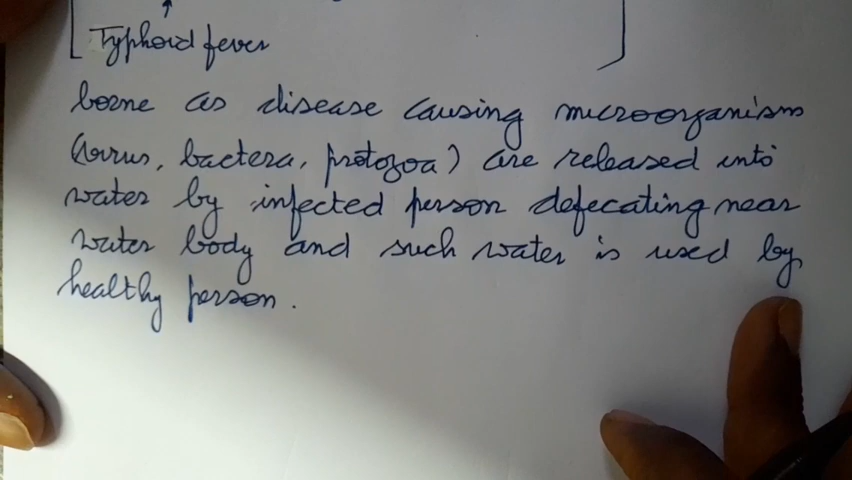 Typhoid fever
borne as disease causing microorganism
(virus, bactera, protozoa) are released into
water by infected person defecating near
water body and such water is used by
healthy person.